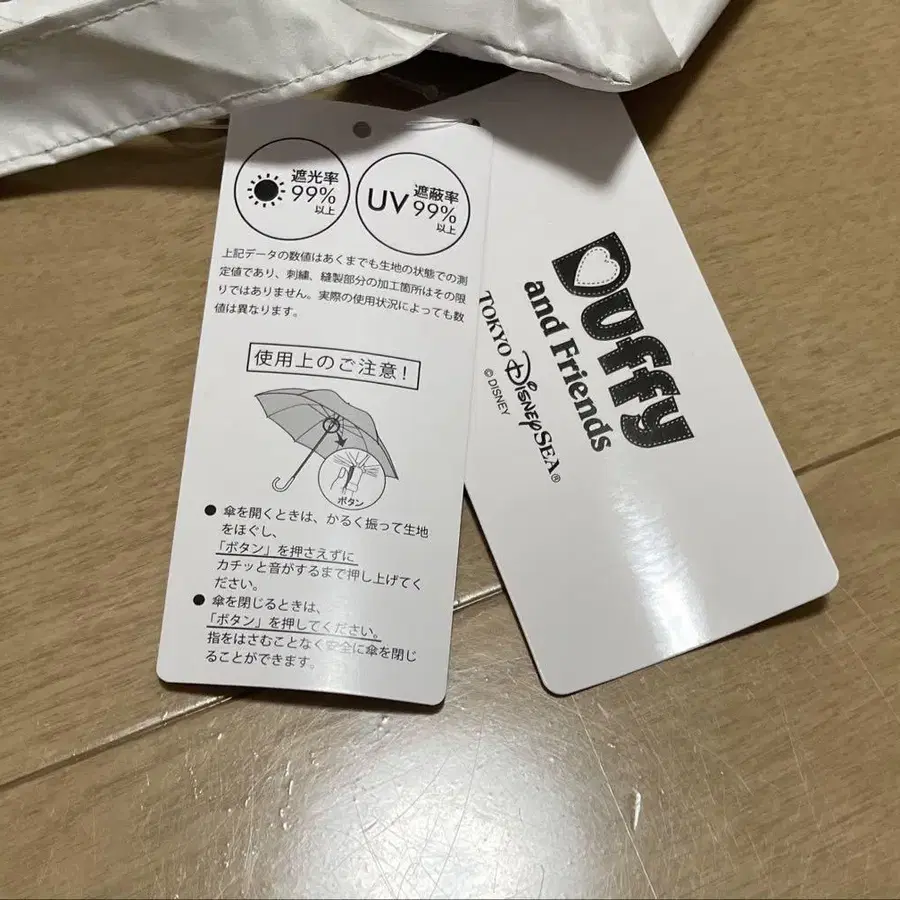 遮光率
99%
以上
UV
遮蔽率
99%
以上
上記データの数値はあくまでも生地の状態での測
定値であり、刺繍、縫製部分の加工箇所はその限
りではありません。実際の使用状況によっても数
値は異なります。
使用上のご注意!
ボタン
● 傘を開くときは、かるく振って生地
をほぐし、
「ボタン」を押さえずに
カチッと音がするまで押し上げてく
ださい。
● 傘を閉じるときは、
「ボタン」を押してください。
指をはさむことなく安全に傘を閉じ
ることができます。
Duffy
and Friends
TOKYO DISNEY SEA®
© DISNEY